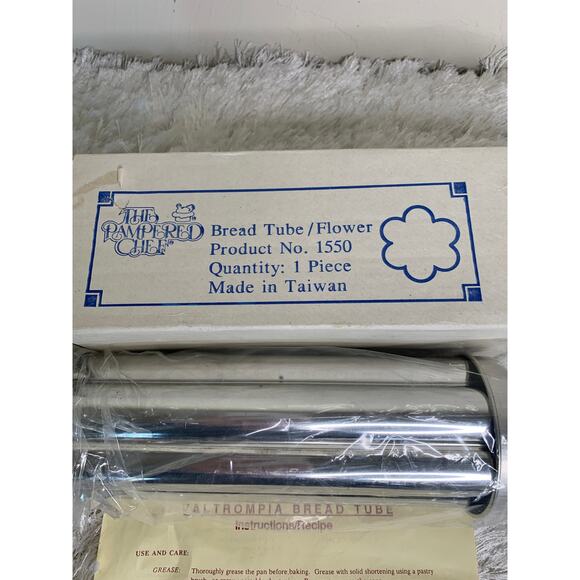 THE
PAMPERED
CHEF®
Bread Tube/Flower
Product No. 1550
Quantity: 1 Piece
Made in Taiwan
VALTROMPIA BREAD TUBE
Instructions/Recipe
USE AND CARE:
GREASE: Thoroughly grease the pan before baking. Grease with solid shortening using a pastry